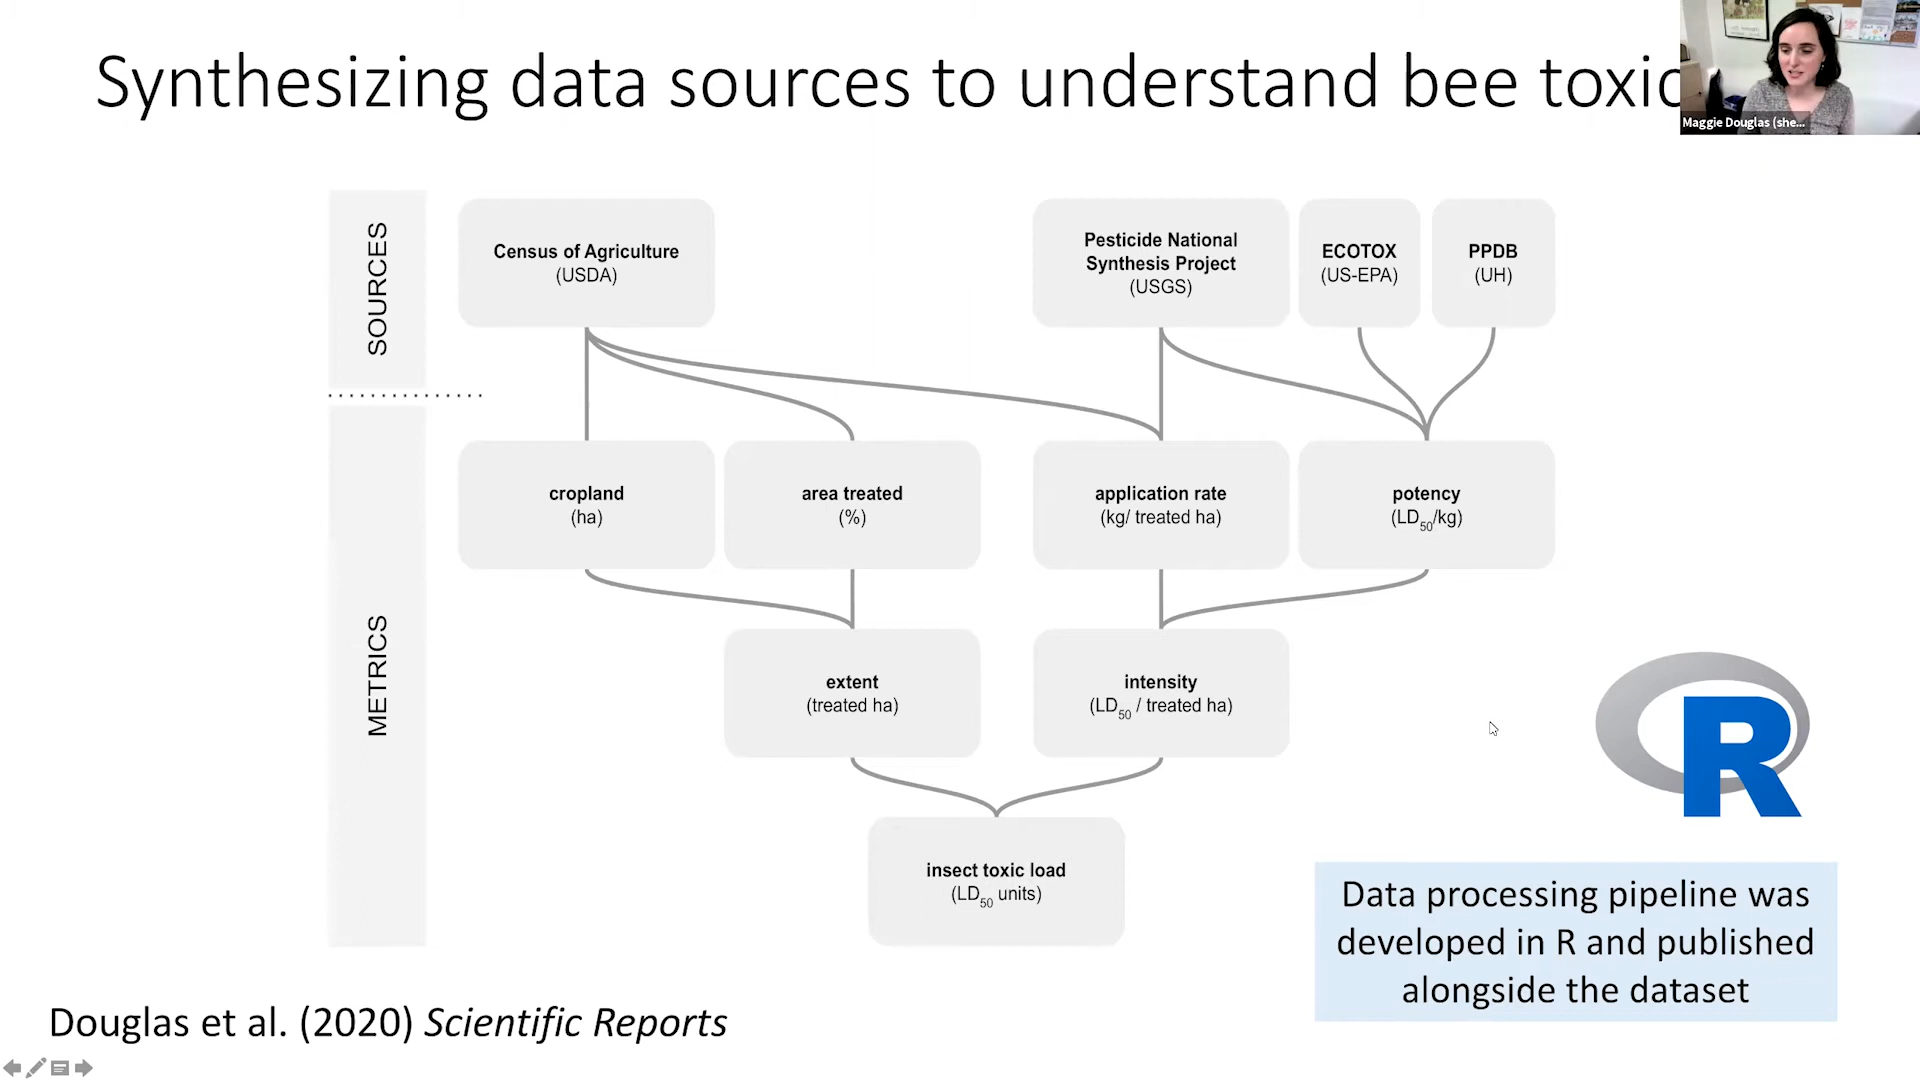 Synthesizing data sources to understand bee toxic
Maggie Douglas (she...
SOURCES
Census of Agriculture
(USDA)
Pesticide National
Synthesis Project
(USGS)
ECOTOX
(US-EPA)
PPDB
(UH)
METRICS
cropland
(ha)
area treated
(%)
application rate
(kg/ treated ha)
potency
(LD50/kg)
extent
(treated ha)
intensity
(LD50 / treated ha)
insect toxic load
(LD50 units)
R
Data processing pipeline was
developed in R and published
alongside the dataset
Douglas et al. (2020) Scientific Reports